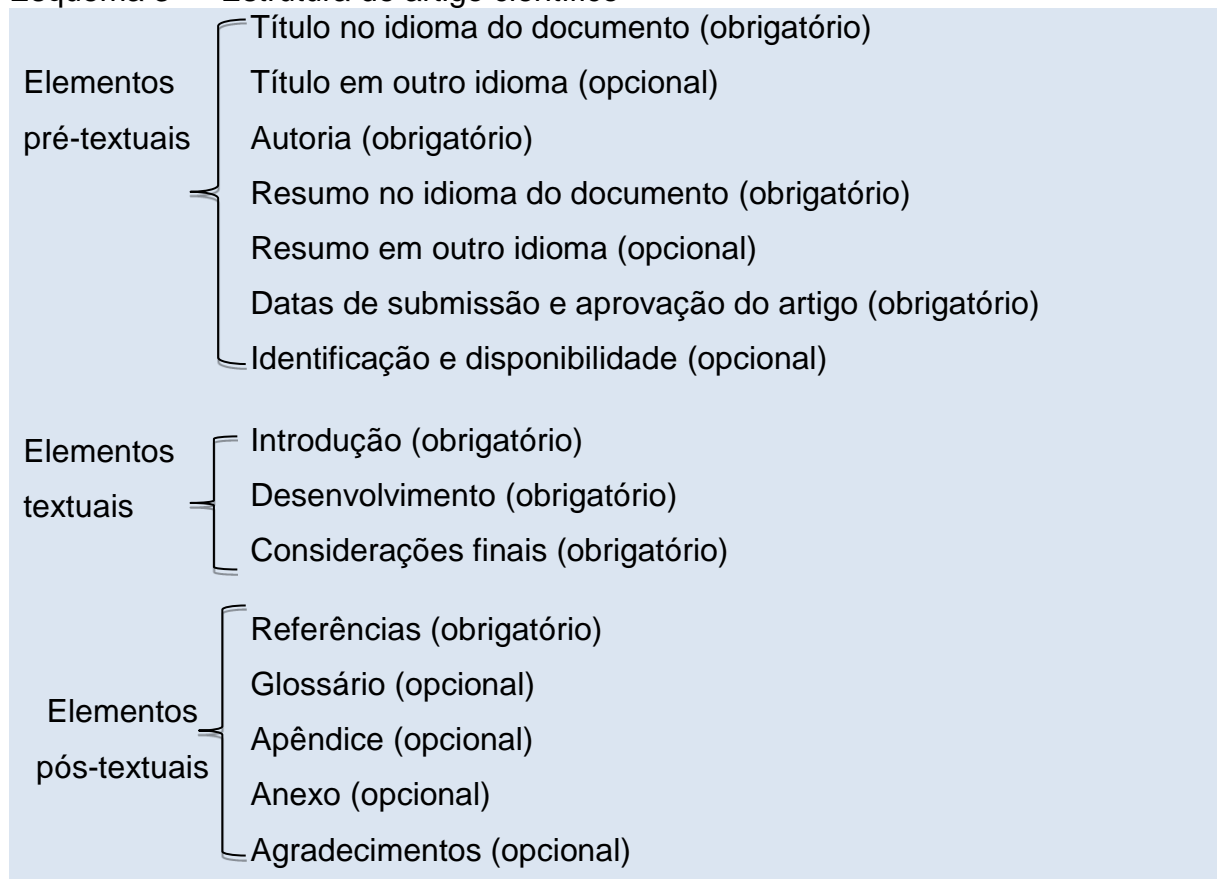 Elementos
pré-textuais
Título no idioma do documento (obrigatório)
Título em outro idioma (opcional)
Autoria (obrigatório)
Resumo no idioma do documento (obrigatório)
Resumo em outro idioma (opcional)
Datas de submissão e aprovação do artigo (obrigatório)
Identificação e disponibilidade (opcional)
Elementos
textuais
Introdução (obrigatório)
Desenvolvimento (obrigatório)
Considerações finais (obrigatório)
Elementos
pós-textuais
Referências (obrigatório)
Glossário (opcional)
Apêndice (opcional)
Anexo (opcional)
Agradecimentos (opcional)